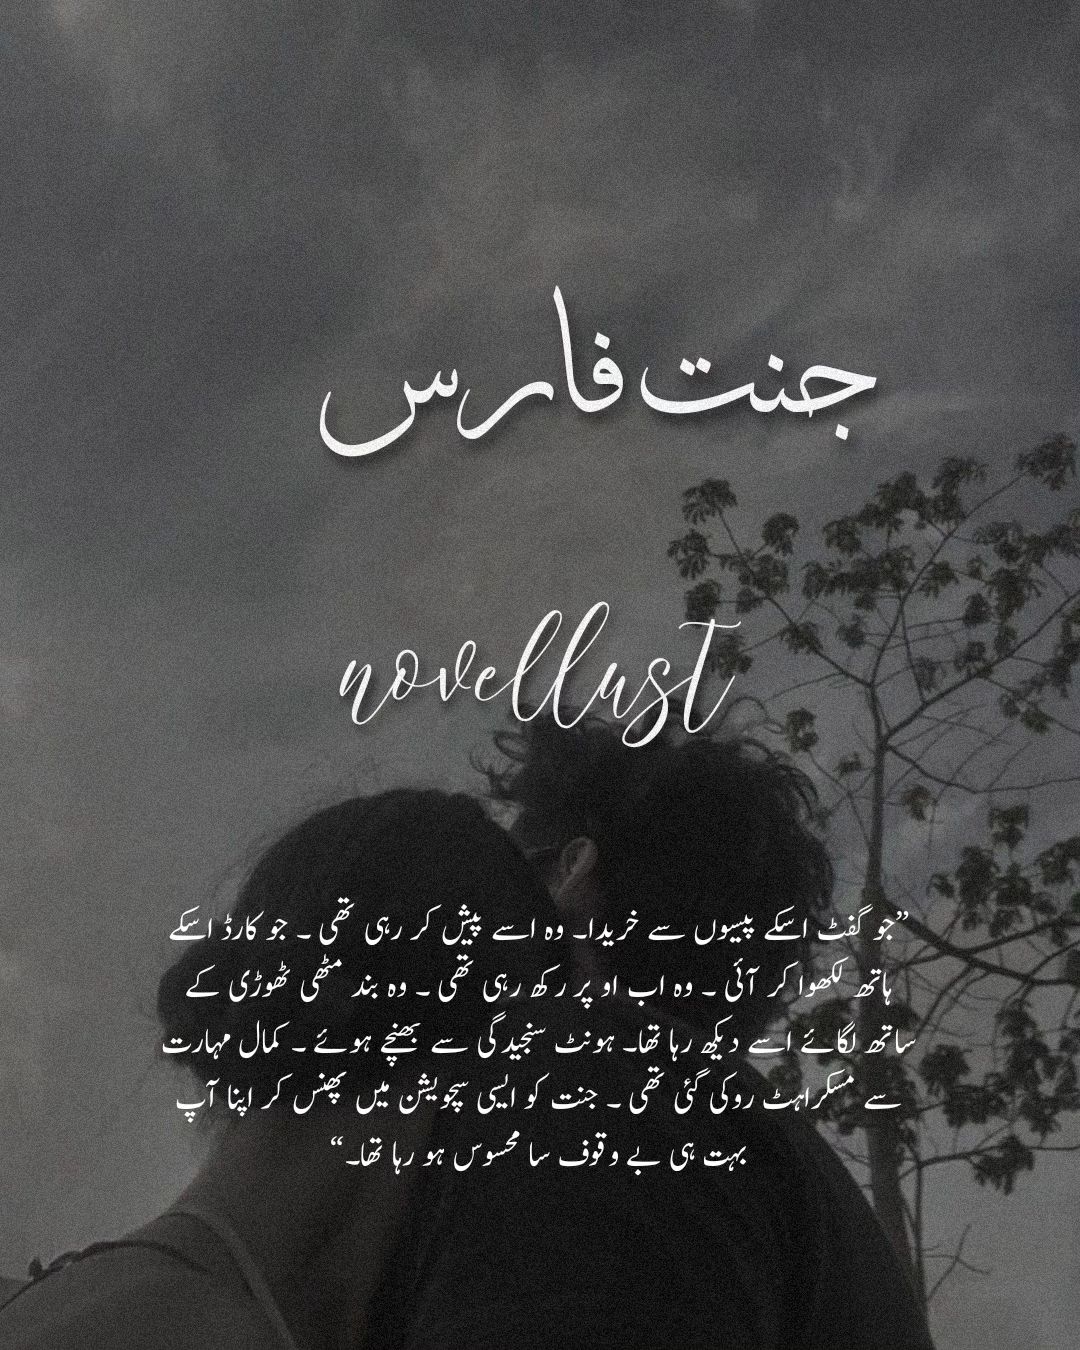 جنت فارس
novellust
”جو گفٹ اسکے پیسوں سے خریدا۔ وہ اسے پیش کر رہی تھی ۔ جو کارڈ اسکے
ہاتھ لکھوا کر آئی ۔ وہ اب او پر رکھ رہی تھی ۔ وہ بند مٹھی ٹھوڑی کے
ساتھ لگائے اسے دیکھ رہا تھا۔ ہونٹ سنجیدگی سے بھینچے ہوئے ۔ کمال مہارت
سے مسکراہٹ روکی گئی تھی ۔ جنت کو ایسی سچویشن میں پھنس کر اپنا آپ
بہت ہی بے وقوف سا محسوس ہو رہا تھا۔“